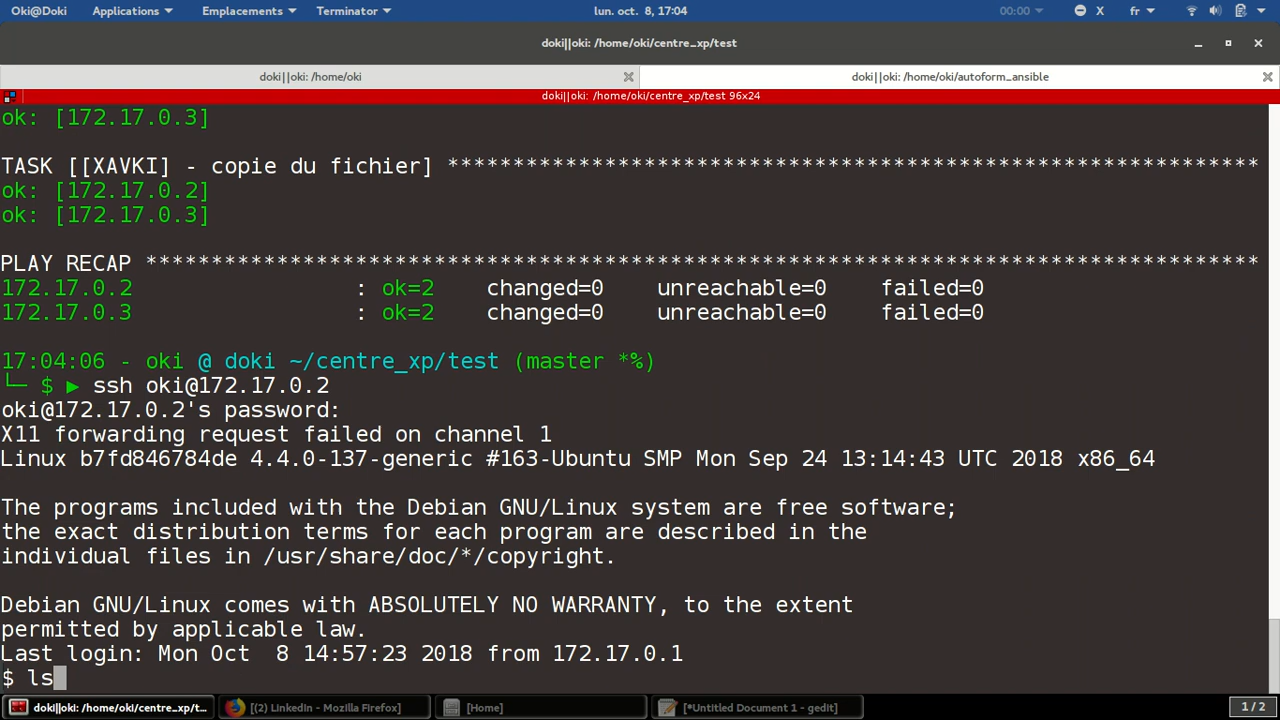 Oki@Doki Applications Emplacements Terminator lun. oct. 8, 17:04 00:00 X fr
doki||oki: /home/oki/centre_xp/test
doki||oki: /home/oki doki||oki: /home/oki/autoform_ansible
doki||oki: /home/oki/centre_xp/test 96x24
ok: [172.17.0.3]
TASK [[XAVKI] - copie du fichier] *************************************************************
ok: [172.17.0.2]
ok: [172.17.0.3]
PLAY RECAP ************************************************************************************
172.17.0.2 : ok=2 changed=0 unreachable=0 failed=0
172.17.0.3 : ok=2 changed=0 unreachable=0 failed=0
17:04:06 - oki @ doki ~/centre_xp/test (master *%)
└─ $ ▶ ssh oki@172.17.0.2
oki@172.17.0.2's password:
X11 forwarding request failed on channel 1
Linux b7fd846784de 4.4.0-137-generic #163-Ubuntu SMP Mon Sep 24 13:14:43 UTC 2018 x86_64
The programs included with the Debian GNU/Linux system are free software;
the exact distribution terms for each program are described in the
individual files in /usr/share/doc/*/copyright.
Debian GNU/Linux comes with ABSOLUTELY NO WARRANTY, to the extent
permitted by applicable law.
Last login: Mon Oct  8 14:57:23 2018 from 172.17.0.1
$ ls
doki||oki: /home/oki/centre_xp/t... [(2) LinkedIn - Mozilla Firefox] [Home] [*Untitled Document 1 - gedit] 1 / 2